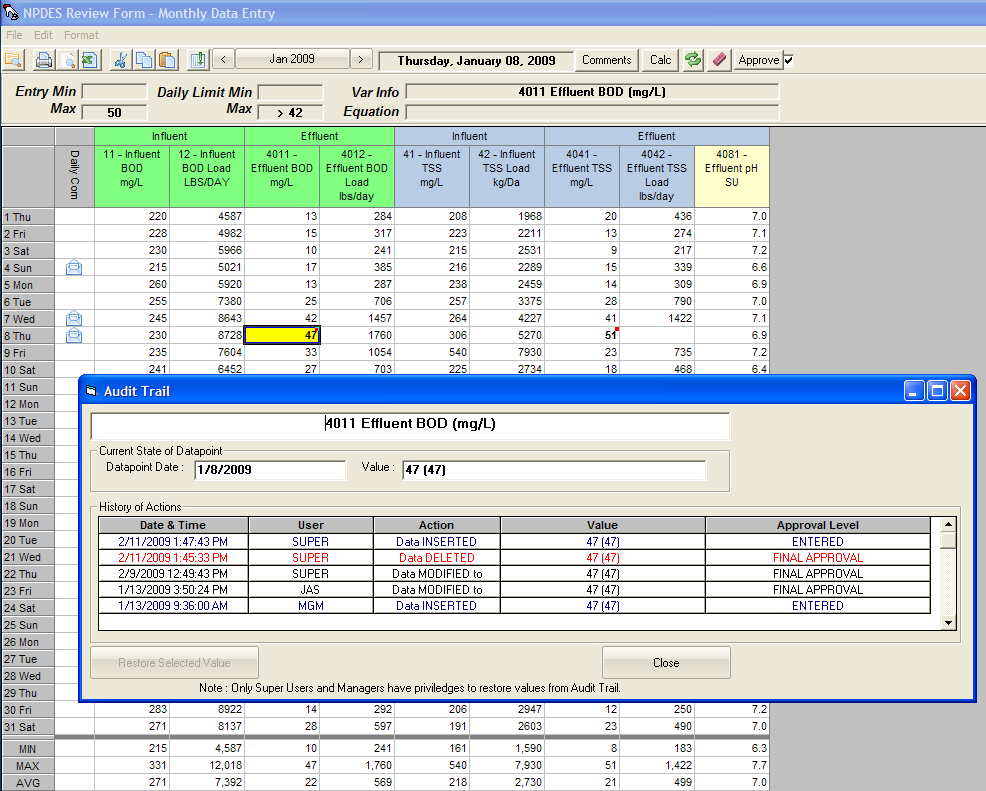 NPDES Review Form - Monthly Data Entry
File Edit Format
< Jan 2009 > Thursday, January 08, 2009 Comments Calc Approve
Entry Min Daily Limit Min Var Info 4011 Effluent BOD (mg/L)
Max 50 Max > 42 Equation
Influent Effluent Influent Effluent
Daily Com
11 - Influent 12 - Influent 4011 - 4012 - 41 - Influent 42 - Influent 4041 - 4042 - 4081 -
BOD BOD Load Effluent BOD Effluent BOD TSS TSS Load Effluent TSS Effluent TSS Effluent pH
mg/L LBS/DAY mg/L Load mg/L kg/Da mg/L Load SU
lbs/day lbs/day
1 Thu 220 4587 13 284 208 1968 20 436 7.0
2 Fri 228 4982 15 317 223 2211 13 274 7.1
3 Sat 230 5966 10 241 215 2531 9 217 7.2
4 Sun 215 5021 17 385 216 2289 15 339 6.6
5 Mon 260 5920 13 287 238 2459 14 309 6.9
6 Tue 255 7380 25 706 257 3375 28 790 7.0
7 Wed 245 8643 42 1457 264 4227 41 1422 7.1
8 Thu 230 8728 47 1760 306 5270 51 6.9
9 Fri 235 7604 33 1054 540 7930 23 735 7.2
10 Sat 241 6452 27 703 225 2734 18 468 6.4
11 Sun
12 Mon
13 Tue
14 Wed
15 Thu
16 Fri
17 Sat
18 Sun
19 Mon
20 Tue
21 Wed
22 Thu
23 Fri
24 Sat
25 Sun
26 Mon
27 Tue
28 Wed
29 Thu
Audit Trail
4011 Effluent BOD (mg/L)
Current State of Datapoint
Datapoint Date : 1/8/2009 Value : 47 (47)
History of Actions
Date & Time User Action Value Approval Level
2/11/2009 1:47:43 PM SUPER Data INSERTED 47 (47) ENTERED
2/11/2009 1:45:33 PM SUPER Data DELETED 47 (47) FINAL APPROVAL
2/9/2009 12:49:43 PM SUPER Data MODIFIED to 47 (47) FINAL APPROVAL
1/13/2009 3:50:24 PM JAS Data MODIFIED to 47 (47) FINAL APPROVAL
1/13/2009 9:36:00 AM MGM Data INSERTED 47 (47) ENTERED
Restore Selected Value Close
Note : Only Super Users and Managers have priviledges to restore values from Audit Trail.
30 Fri 283 8922 14 292 206 2947 12 250 7.2
31 Sat 271 8137 28 597 191 2603 23 490 7.0
MIN 215 4,587 10 241 161 1,590 8 183 6.3
MAX 331 12,018 47 1,760 540 7,930 51 1,422 7.7
AVG 271 7,392 22 569 218 2,730 21 499 7.0